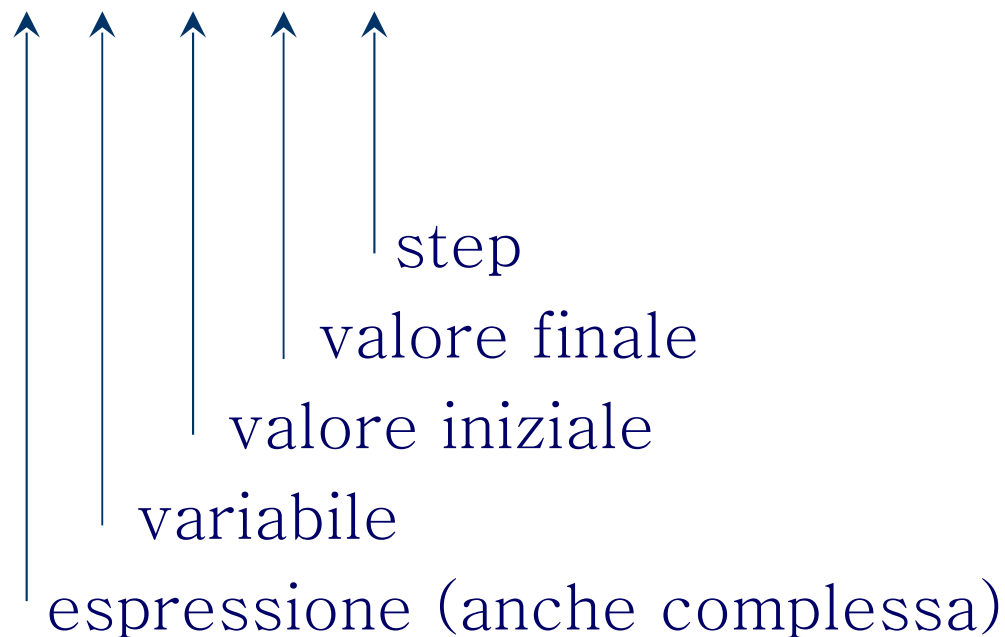 step
valore finale
valore iniziale
variabile
espressione (anche complessa)